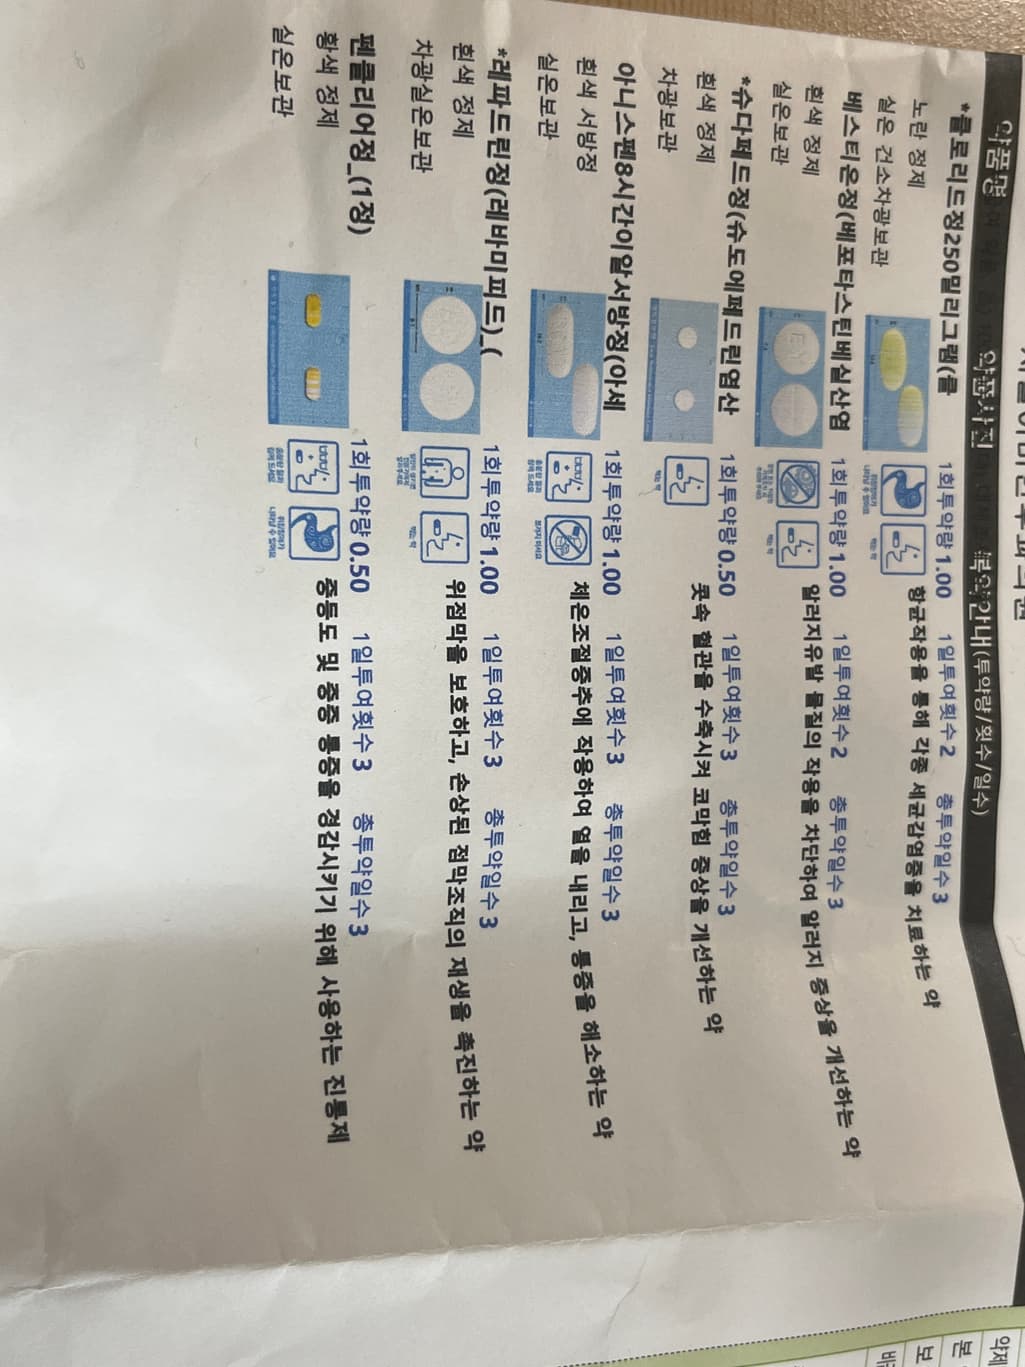 약품명 약품사진 복약안내(투약량/횟수/일수)
*클로리드정250밀리그램(클 1회투약량 1.00 1일투여횟수 2 총투약일수 3
노란 정제 항균작용을 통해 각종 세균감염증을 치료하는 약
실온 건소차광보관
베스티온정(베포타스틴베실산염 1회투약량 1.00 1일투여횟수 2 총투약일수 3
흰색 정제 알러지유발 물질의 작용을 차단하여 알러지 증상을 개선하는 약
실온보관
*슈다페드정(슈도에페드린염산 1회투약량 0.50 1일투여횟수 3 총투약일수 3
흰색 정제 콧속 혈관을 수축시켜 코막힘 증상을 개선하는 약
차광보관
아니스펜8시간이알서방정(아세 1회투약량 1.00 1일투여횟수 3 총투약일수 3
흰색 서방정 체온조절중추에 작용하여 열을 내리고, 통증을 해소하는 약
실온보관
*레파드린정(레바미피드)_( 1회투약량 1.00 1일투여횟수 3 총투약일수 3
흰색 정제 위점막을 보호하고, 손상된 점막조직의 재생을 촉진하는 약
차광실온보관
펜틀리어정_(1정) 1회투약량 0.50 1일투여횟수 3 총투약일수 3
황색 정제 중등도 및 중증 통증을 경감시키기 위해 사용하는 진통제
실온보관
약제
본
보